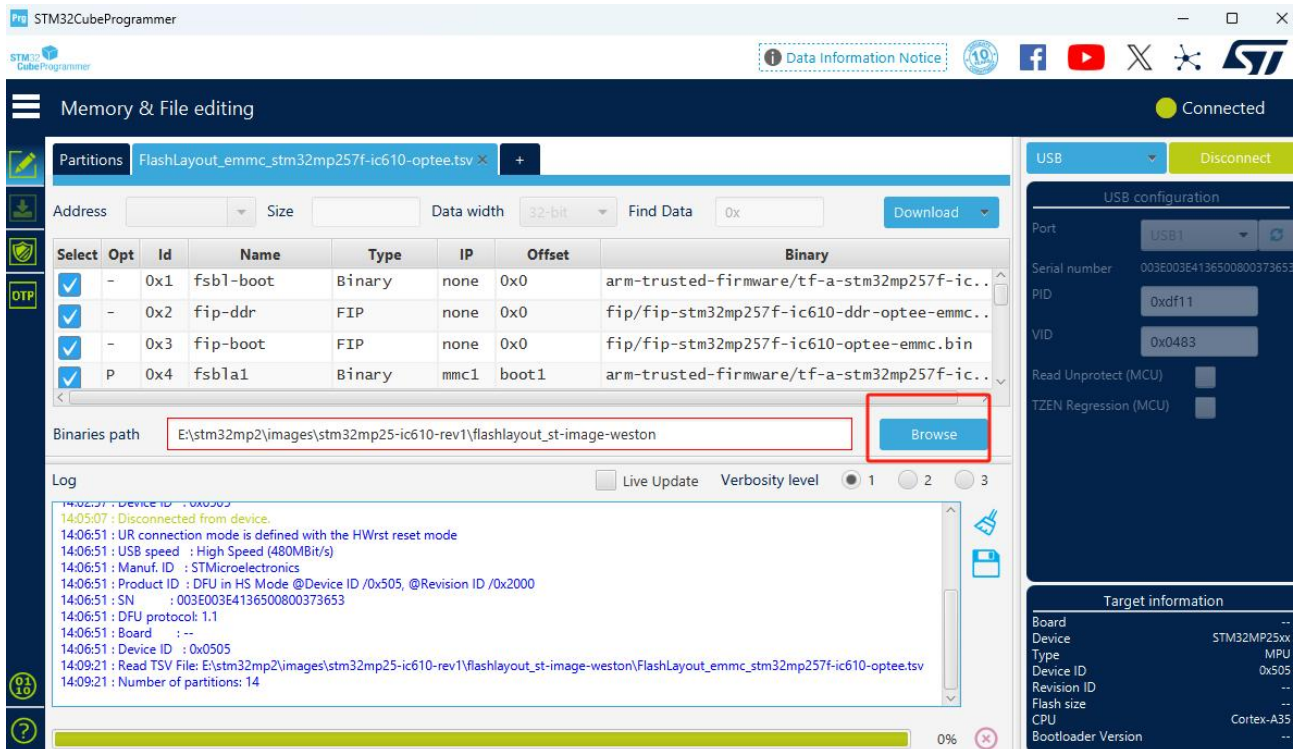 Prg STM32CubeProgrammer
STM32
CubeProgrammer
Data Information Notice
Memory & File editing
Connected
Partitions FlashLayout_emmc_stm32mp257f-ic610-optee.tsv × +
USB Disconnect
Address Size Data width 32-bit Find Data 0x Download
USB configuration
Port USB1
Serial number 003E003E4136500800373653
PID 0xdf11
VID 0x0483
Read Unprotect (MCU)
TZEN Regression (MCU)
Select Opt Id Name Type IP Offset Binary
- 0x1 fsbl-boot Binary none 0x0 arm-trusted-firmware/tf-a-stm32mp257f-ic..
- 0x2 fip-ddr FIP none 0x0 fip/fip-stm32mp257f-ic610-ddr-optee-emmc..
- 0x3 fip-boot FIP none 0x0 fip/fip-stm32mp257f-ic610-optee-emmc.bin
P 0x4 fsbla1 Binary mmc1 boot1 arm-trusted-firmware/tf-a-stm32mp257f-ic..
OTP
Binaries path E:\stm32mp2\images\stm32mp25-ic610-rev1\flashlayout_st-image-weston Browse
Log Live Update Verbosity level 1 2 3
14:02:57 : Device ID : 0x0505
14:05:07 : Disconnected from device.
14:06:51 : UR connection mode is defined with the HWrst reset mode
14:06:51 : USB speed : High Speed (480MBit/s)
14:06:51 : Manuf. ID : STMicroelectronics
14:06:51 : Product ID : DFU in HS Mode @Device ID /0x505, @Revision ID /0x2000
14:06:51 : SN : 003E003E4136500800373653
14:06:51 : DFU protocol: 1.1
14:06:51 : Board : --
14:06:51 : Device ID : 0x0505
14:09:21 : Read TSV File: E:\stm32mp2\images\stm32mp25-ic610-rev1\flashlayout_st-image-weston\FlashLayout_emmc_stm32mp257f-ic610-optee.tsv
14:09:21 : Number of partitions: 14
0%
Target information
Board --
Device STM32MP25xx
Type MPU
Device ID 0x505
Revision ID --
Flash size --
CPU Cortex-A35
Bootloader Version --